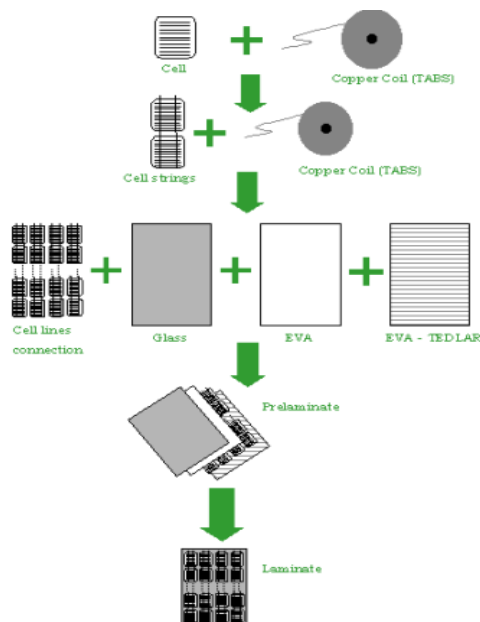 Cell
Copper Coil (TABS)
Cell strings
Copper Coil (TABS)
Cell lines
connection
Glass
EVA
EVA - TEDLAR
Prelaminate
Laminate